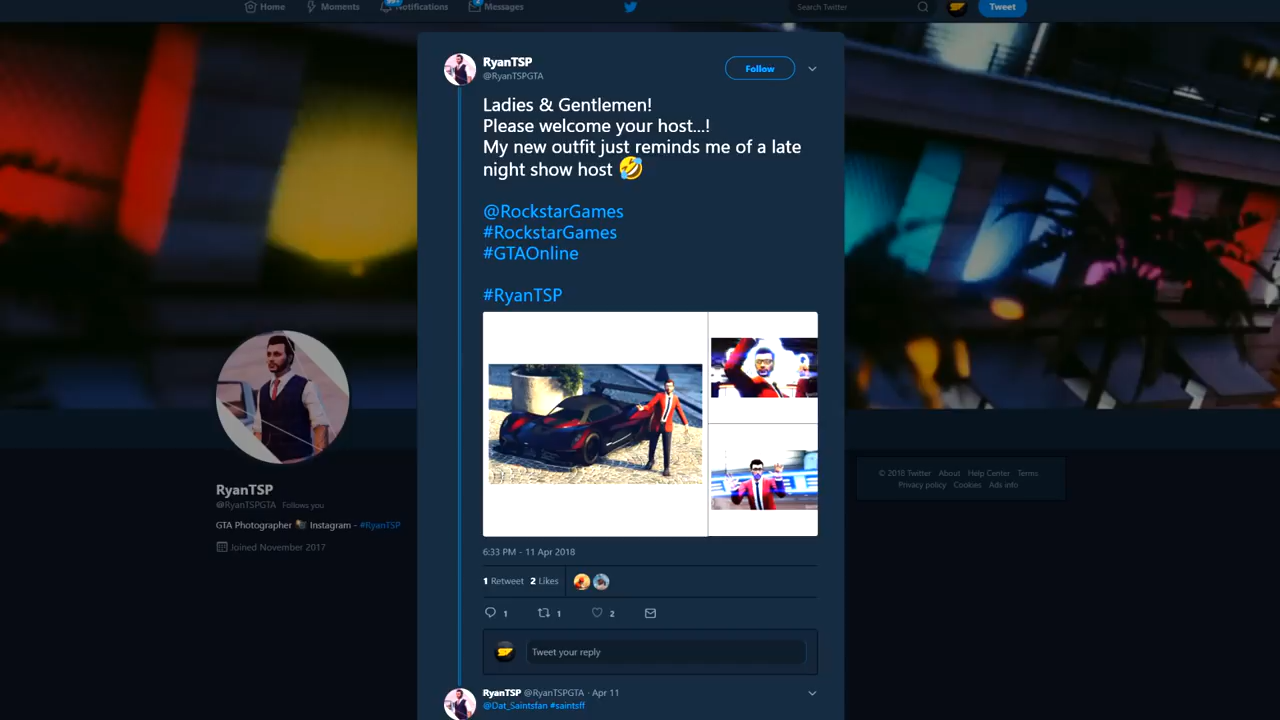 Home
Moments
99+
Notifications
Messages
Search Twitter
Tweet
RyanTSP
@RyanTSPGTA
Follow
Ladies & Gentlemen!
Please welcome your host...!
My new outfit just reminds me of a late
night show host
@RockstarGames
#RockstarGames
#GTAOnline
#RyanTSP
6:33 PM - 11 Apr 2018
1 Retweet 2 Likes
1 1 2
Tweet your reply
RyanTSP @RyanTSPGTA · Apr 11
@Dat_Saintsfan #saintsff
RyanTSP
@RyanTSPGTA Follows you
GTA Photographer Instagram - #RyanTSP
Joined November 2017
© 2018 Twitter About Help Center Terms
Privacy policy Cookies Ads info